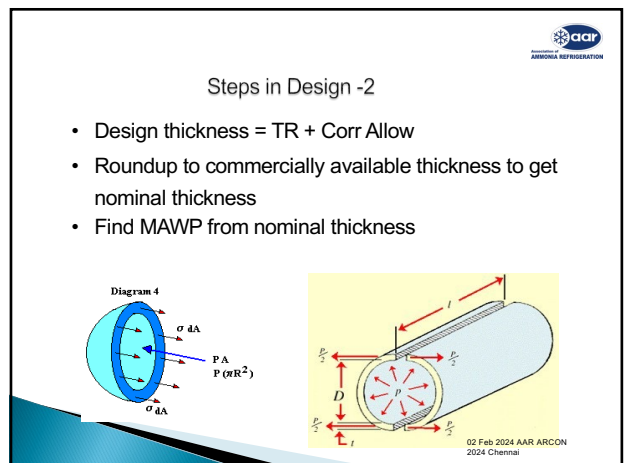 aar
Association of
AMMONIA REFRIGERATION
Steps in Design -2
• Design thickness = TR + Corr Allow
• Roundup to commercially available thickness to get
nominal thickness
• Find MAWP from nominal thickness
Diagram 4
σ dA
P A
P (πR²)
σ dA
l
P/2
P/2
D
p
P/2
P/2
t
02 Feb 2024 AAR ARCON
2024 Chennai